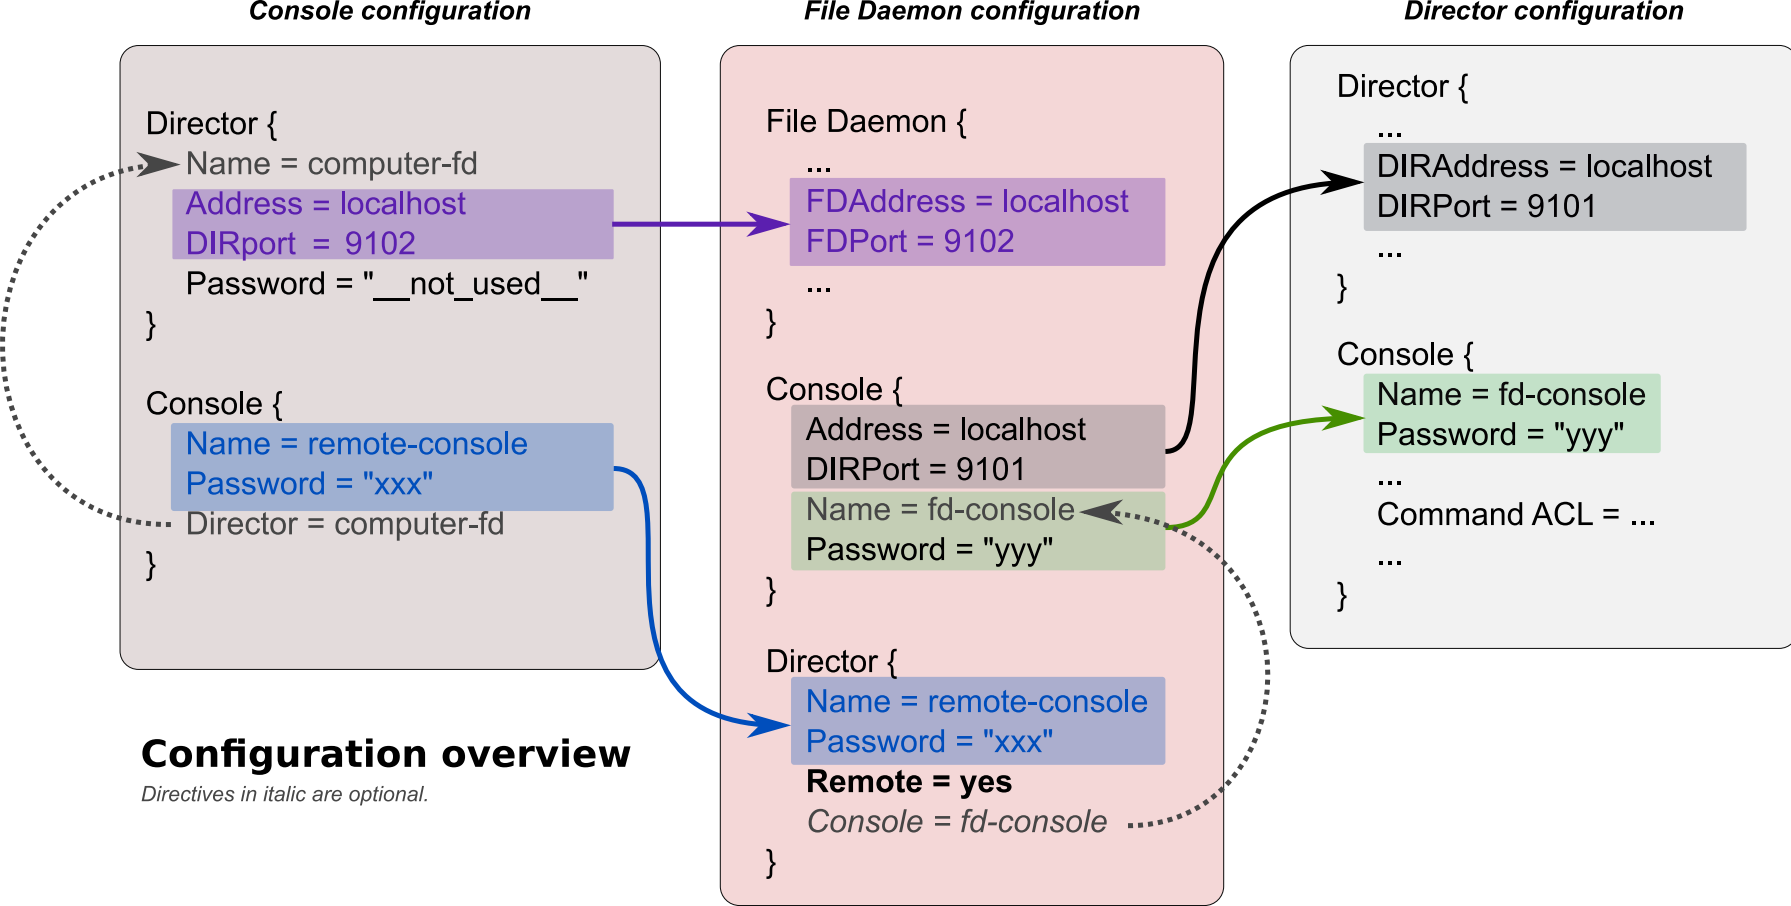 Console configuration
Director {
Name = computer-fd
Address = localhost
DIRport = 9102
Password = "__not_used__"
}
Console {
Name = remote-console
Password = "xxx"
Director = computer-fd
}
Configuration overview
Directives in italic are optional.
File Daemon configuration
File Daemon {
...
FDAddress = localhost
FDPort = 9102
...
}
Console {
Address = localhost
DIRPort = 9101
Name = fd-console
Password = "yyy"
}
Director {
Name = remote-console
Password = "xxx"
Remote = yes
Console = fd-console
}
Director configuration
Director {
...
DIRAddress = localhost
DIRPort = 9101
...
}
Console {
Name = fd-console
Password = "yyy"
...
Command ACL = ...
...
}